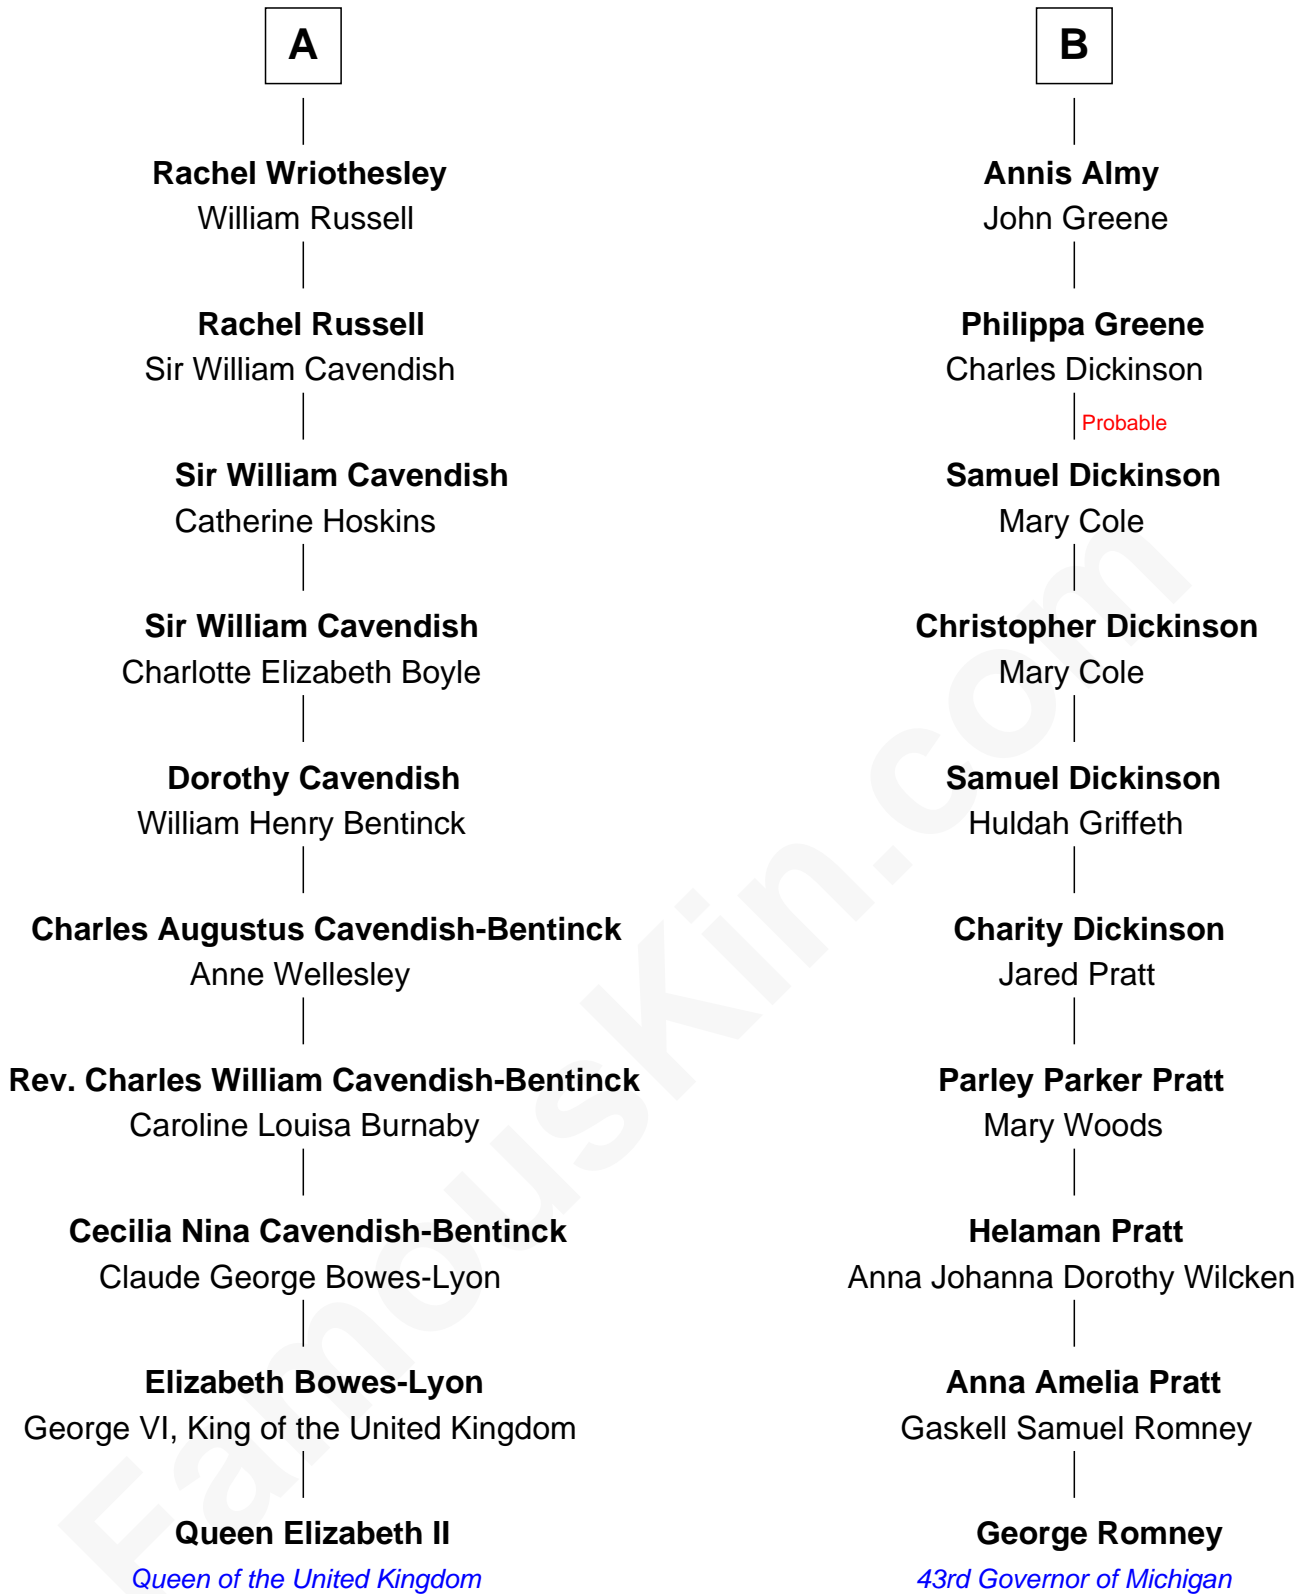 A
Rachel Wriothesley
William Russell
Rachel Russell
Sir William Cavendish
Sir William Cavendish
Catherine Hoskins
Sir William Cavendish
Charlotte Elizabeth Boyle
Dorothy Cavendish
William Henry Bentinck
Charles Augustus Cavendish-Bentinck
Anne Wellesley
Rev. Charles William Cavendish-Bentinck
Caroline Louisa Burnaby
Cecilia Nina Cavendish-Bentinck
Claude George Bowes-Lyon
Elizabeth Bowes-Lyon
George VI, King of the United Kingdom
Queen Elizabeth II
Queen of the United Kingdom
B
Annis Almy
John Greene
Philippa Greene
Charles Dickinson
Probable
Samuel Dickinson
Mary Cole
Christopher Dickinson
Mary Cole
Samuel Dickinson
Huldah Griffeth
Charity Dickinson
Jared Pratt
Parley Parker Pratt
Mary Woods
Helaman Pratt
Anna Johanna Dorothy Wilcken
Anna Amelia Pratt
Gaskell Samuel Romney
George Romney
43rd Governor of Michigan
FamousKin.com